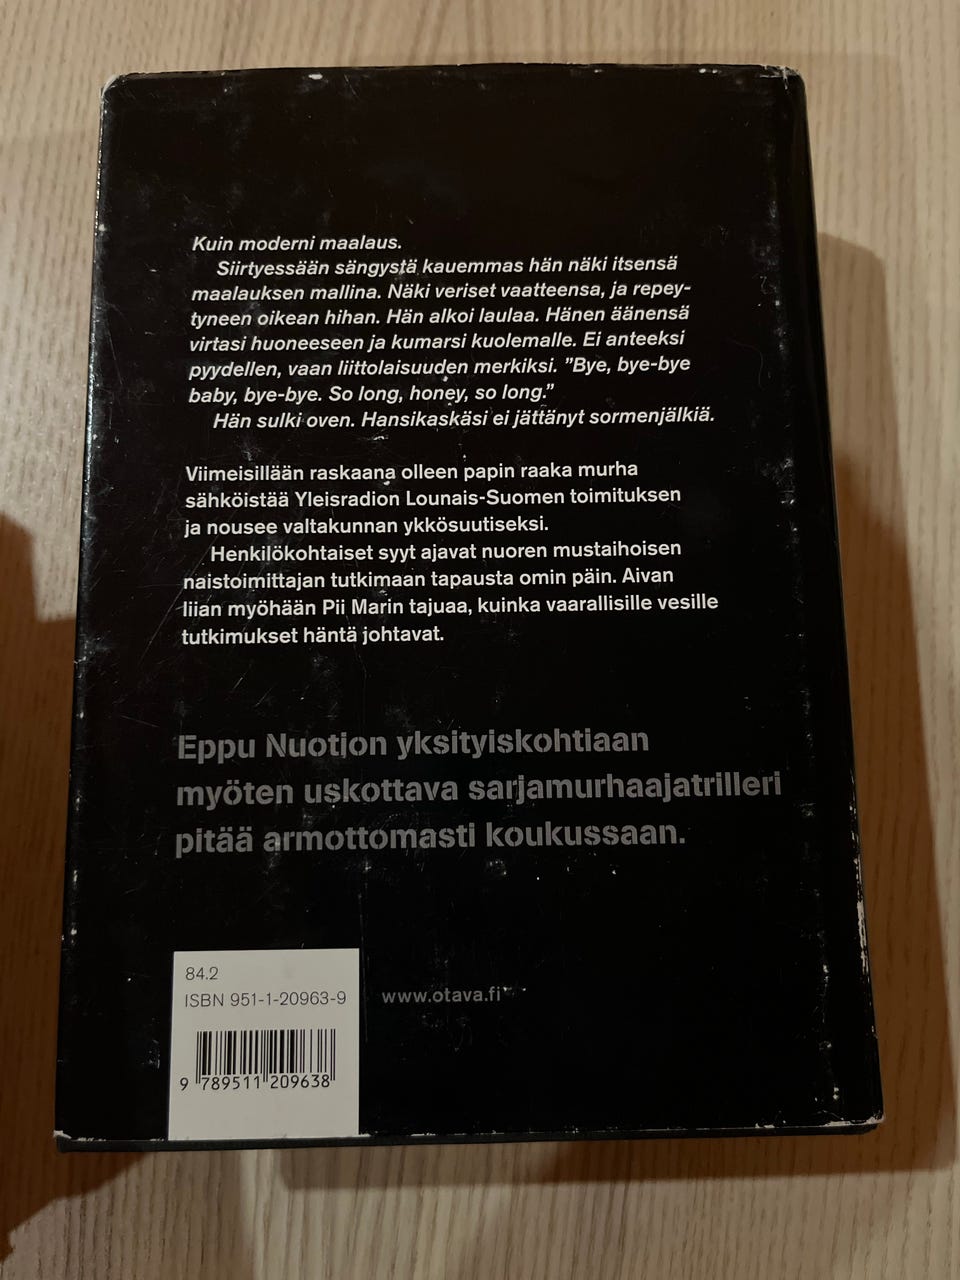 Kuin moderni maalaus.
Siirtyessään sängystä kauemmas hän näki itsensä
maalauksen mallina. Näki veriset vaatteensa, ja repey-
tyneen oikean hihan. Hän alkoi laulaa. Hänen äänensä
virtasi huoneeseen ja kumarsi kuolemalle. Ei anteeksi
pyydellen, vaan liittolaisuuden merkiksi. ”Bye, bye-bye
baby, bye-bye. So long, honey, so long.”
Hän sulki oven. Hansikaskäsi ei jättänyt sormenjälkiä.
Viimeisillään raskaana olleen papin raaka murha
sähköistää Yleisradion Lounais-Suomen toimituksen
ja nousee valtakunnan ykkösuutiseksi.
Henkilökohtaiset syyt ajavat nuoren mustaihoisen
naistoimittajan tutkimaan tapausta omin päin. Aivan
liian myöhään Pii Marin tajuaa, kuinka vaarallisille vesille
tutkimukset häntä johtavat.
Eppu Nuotion yksityiskohtiaan
myöten uskottava sarjamurhaajatrilleri
pitää armottomasti koukussaan.
84.2
ISBN 951-1-20963-9
www.otava.fi
9 789511 209638